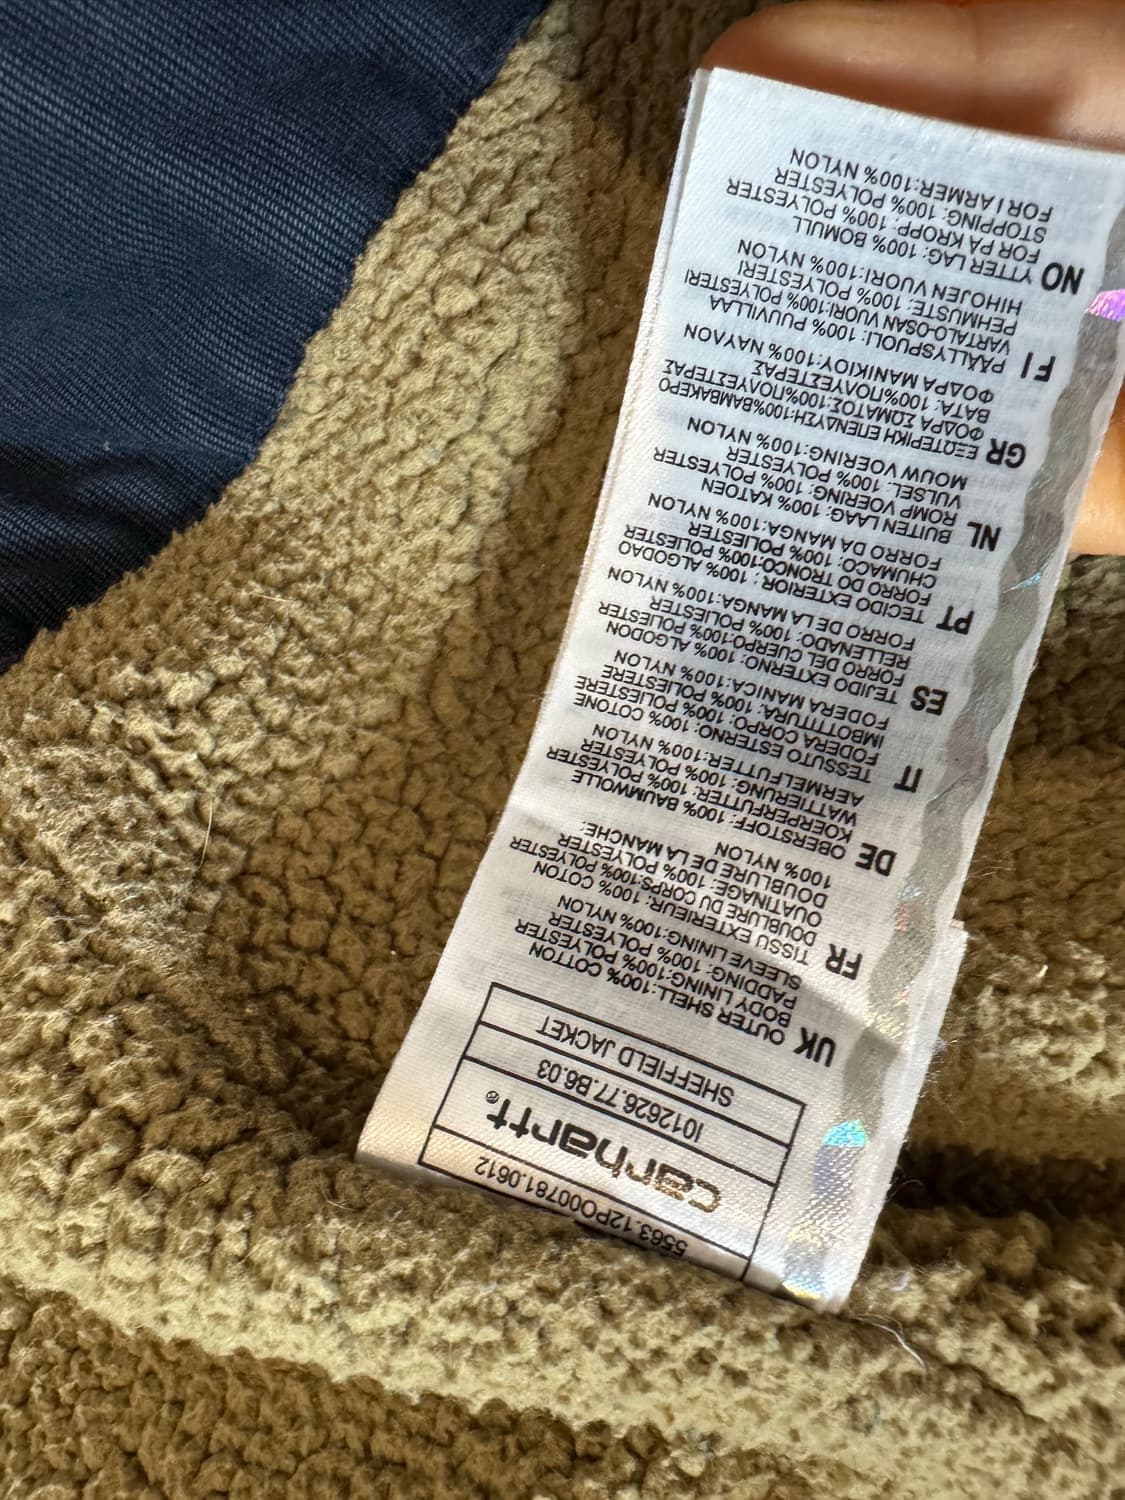 5563.12PO000781.0612
carhartt®
I012626.77.B6.03
SHEFFIELD JACKET
UK OUTER SHELL:100% COTTON
BODY LINING:100% POLYESTER
PADDING: 100% POLYESTER
SLEEVE LINING:100% NYLON
FR TISSU EXTERIEUR: 100% COTON
DOUBLURE DU CORPS:100% POLYESTER
OUATINAGE: 100% POLYESTER
DOUBLURE DE LA MANCHE:
100% NYLON
DE OBERSTOFF: 100% BAUMWOLLE
KOERPERFUTTER: 100% POLYESTER
WATTIERUNG: 100% POLYESTER
AERMELFUTTER:100% NYLON
IT TESSUTO ESTERNO: 100% COTONE
FODERA CORPO: 100% POLIESTERE
IMBOTTITURA: 100% POLIESTERE
FODERA MANICA:100% NYLON
ES TEJIDO EXTERNO: 100% ALGODON
FORRO DEL CUERPO:100% POLIESTER
RELLENADO: 100% POLIESTER
FORRO DE LA MANGA:100% NYLON
PT TECIDO EXTERIOR : 100% ALGODAO
FORRO DO TRONCO:100% POLIESTER
CHUMACO: 100% POLIESTER
FORRO DA MANGA:100% NYLON
NL BUITEN LAAG: 100% KATOEN
ROMP VOERING: 100% POLYESTER
VULSEL: 100% POLYESTER
MOUW VOERING:100% NYLON
GR ΕΞΩΤΕΡΙΚΗ ΕΠΕΝΔΥΣΗ:100%ΒΑΜΒΑΚΕΡΟ
ΦΟΔΡΑ ΣΩΜΑΤΟΣ:100%ΠΟΛΥΕΣΤΕΡΑΣ
ΒΑΤΑ: 100%ΠΟΛΥΕΣΤΕΡΑΣ
ΦΟΔΡΑ ΜΑΝΙΚΙΟΥ:100% ΝΑΥΛΟΝ
FI PÄÄLLYSPUOLI: 100% PUUVILLAA
VARTALO-OSAN VUORI:100% POLYESTERI
PEHMUSTE: 100% POLYESTERI
HIHOJEN VUORI:100% NYLON
NO YTTER LAG: 100% BOMULL
FOR PA KROPP: 100% POLYESTER
STOPPING: 100% POLYESTER
FOR I ARMER:100% NYLON